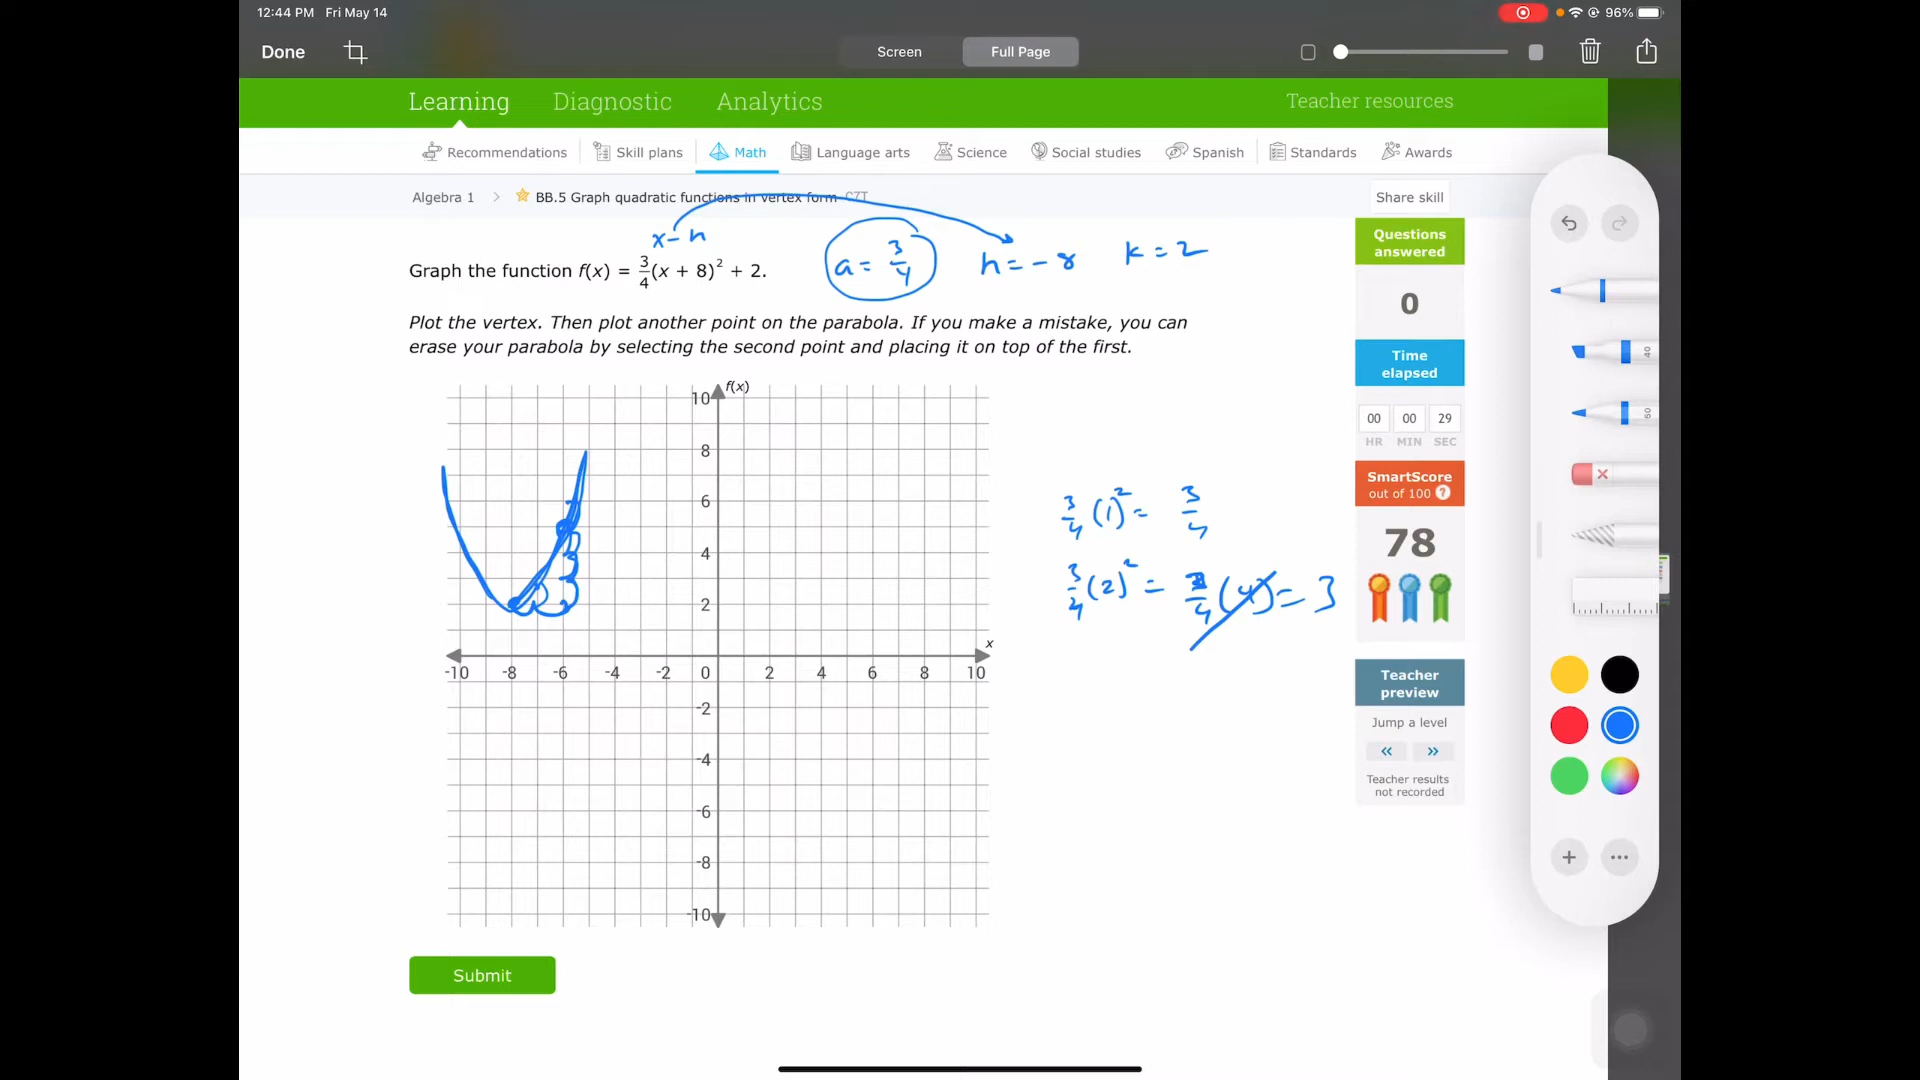 12:44 PM Fri May 14
96%
Done
Screen
Full Page
Learning
Diagnostic
Analytics
Teacher resources
Recommendations
Skill plans
Math
Language arts
Science
Social studies
Spanish
Standards
Awards
Algebra 1 > BB.5 Graph quadratic functions in vertex form CZT
Share skill
x - h
a = 3/4
h = - 8
k = 2
Graph the function f(x) = 3/4(x + 8)² + 2.
Plot the vertex. Then plot another point on the parabola. If you make a mistake, you can
erase your parabola by selecting the second point and placing it on top of the first.
f(x)
10
8
6
4
2
x
-10 -8 -6 -4 -2 0 2 4 6 8 10
-2
-4
-6
-8
-10
3/4 (1)² = 3/4
3/4 (2)² = 3/4 (4) = 3
Submit
Questions
answered
0
Time
elapsed
00 00 29
HR MIN SEC
SmartScore
out of 100 ?
78
Teacher
preview
Jump a level
<< >>
Teacher results
not recorded
40
60